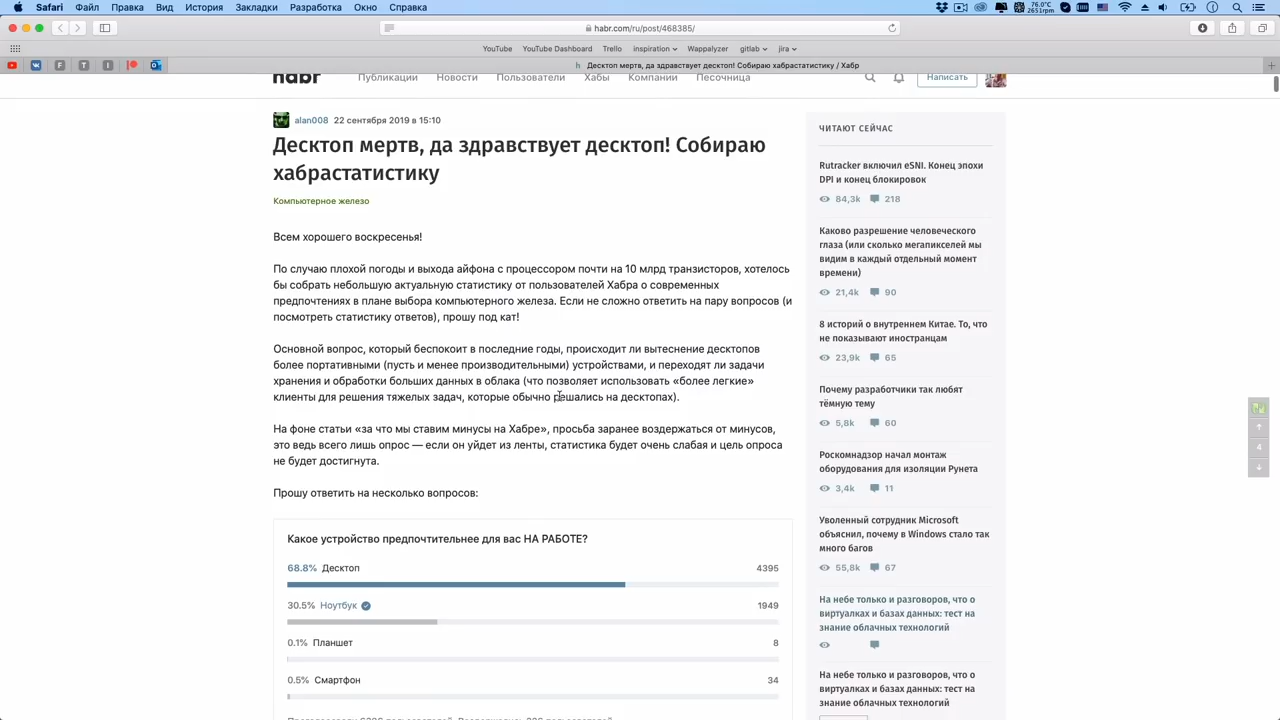 Safari Файл Правка Вид История Закладки Разработка Окно Справка
76.0°C
2651rpm
habr.com/ru/post/468385/
YouTube YouTube Dashboard Trello inspiration Wappalyzer gitlab jira
Десктоп мертв, да здравствует десктоп! Собираю хабрастатистику / Хабр
habr Публикации Новости Пользователи Хабы Компании Песочница Написать
alan008 22 сентября 2019 в 15:10
Десктоп мертв, да здравствует десктоп! Собираю
хабрастатистику
Компьютерное железо
Всем хорошего воскресенья!
По случаю плохой погоды и выхода айфона с процессором почти на 10 млрд транзисторов, хотелось
бы собрать небольшую актуальную статистику от пользователей Хабра о современных
предпочтениях в плане выбора компьютерного железа. Если не сложно ответить на пару вопросов (и
посмотреть статистику ответов), прошу под кат!
Основной вопрос, который беспокоит в последние годы, происходит ли вытеснение десктопов
более портативными (пусть и менее производительными) устройствами, и переходят ли задачи
хранения и обработки больших данных в облака (что позволяет использовать «более легкие»
клиенты для решения тяжелых задач, которые обычно решались на десктопах).
На фоне статьи «за что мы ставим минусы на Хабре», просьба заранее воздержаться от минусов,
это ведь всего лишь опрос — если он уйдет из ленты, статистика будет очень слабая и цель опроса
не будет достигнута.
Прошу ответить на несколько вопросов:
Какое устройство предпочтительнее для вас НА РАБОТЕ?
68.8% Десктоп 4395
30.5% Ноутбук 1949
0.1% Планшет 8
0.5% Смартфон 34
ЧИТАЮТ СЕЙЧАС
Rutracker включил eSNI. Конец эпохи
DPI и конец блокировок
84,3k 218
Каково разрешение человеческого
глаза (или сколько мегапикселей мы
видим в каждый отдельный момент
времени)
21,4k 90
8 историй о внутреннем Китае. То, что
не показывают иностранцам
23,9k 65
Почему разработчики так любят
тёмную тему
5,8k 60
Роскомнадзор начал монтаж
оборудования для изоляции Рунета
3,4k 11
Уволенный сотрудник Microsoft
объяснил, почему в Windows стало так
много багов
55,8k 67
На небе только и разговоров, что о
виртуалках и базах данных: тест на
знание облачных технологий
На небе только и разговоров, что о
виртуалках и базах данных: тест на
знание облачных технологий